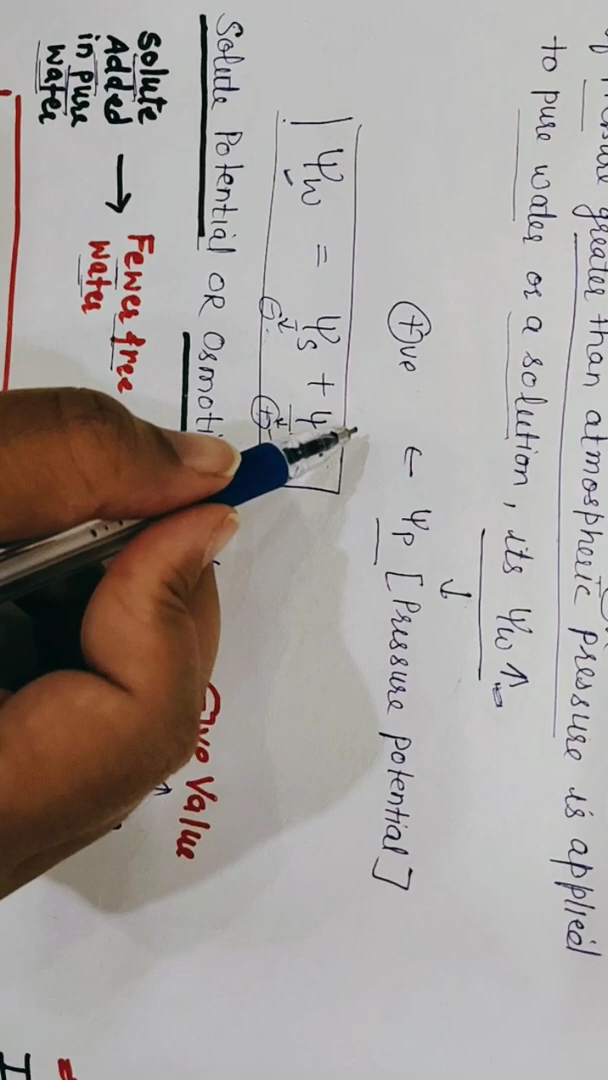 greater than atmospheric pressure is applied
to pure water or a solution, its Ψw ↑
⊕ve ← Ψp [Pressure potential]
↓
Ψw = Ψs + Ψ
Solute Potential OR Osmoti
⊖ve Value
Solute Added in pure water → Fewer free water